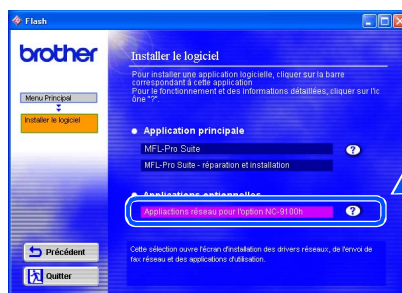 Flash
brother
Installer le logiciel
Pour installer une application logicielle, cliquer sur la barre
correspondant à cette application
Pour le fonctionnement et des informations détaillées, cliquer sur l'ic
ône "?"
Menu Principal
Installer le logiciel
Application principale
MFL-Pro Suite
?
MFL-Pro Suite - réparation et installation
Applications optionnelles
Appliactions réseau pour l'option NC-9100h
?
Cette sélection ouvre l'écran d'installation des drivers réseaux, de l'envoi de
fax réseau et des applications d'utilisation.
Précédent
Quitter